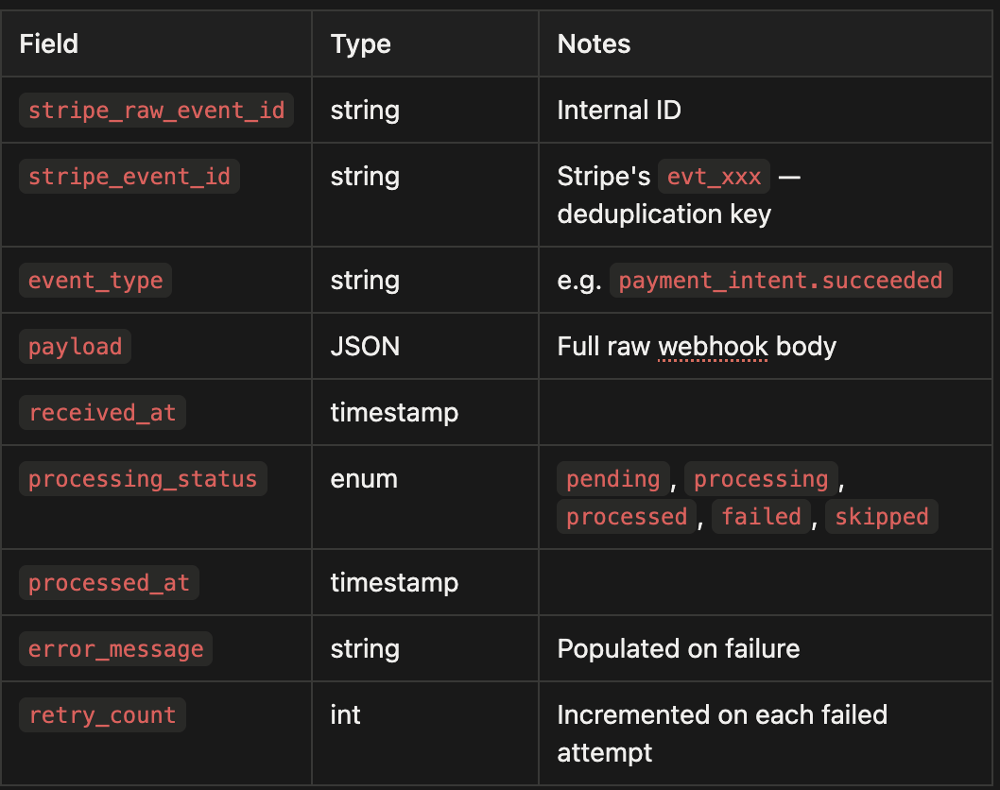 Field Type Notes
stripe_raw_event_id string Internal ID
stripe_event_id string Stripe's evt_xxx —
deduplication key
event_type string e.g. payment_intent.succeeded
payload JSON Full raw webhook body
received_at timestamp
processing_status enum pending, processing,
processed, failed, skipped
processed_at timestamp
error_message string Populated on failure
retry_count int Incremented on each failed
attempt